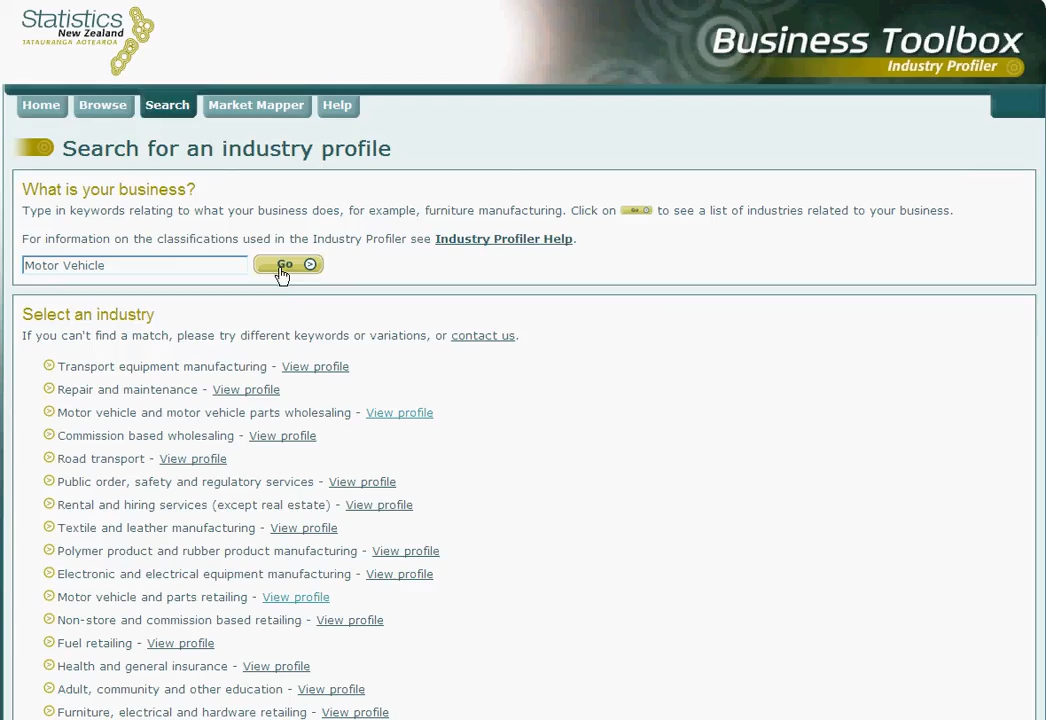 Statistics
New Zealand
TATAURANGA AOTEAROA
Business Toolbox
Industry Profiler
Home Browse Search Market Mapper Help
Search for an industry profile
What is your business?
Type in keywords relating to what your business does, for example, furniture manufacturing. Click on Go to see a list of industries related to your business.
For information on the classifications used in the Industry Profiler see Industry Profiler Help.
Motor Vehicle Go
Select an industry
If you can't find a match, please try different keywords or variations, or contact us.
Transport equipment manufacturing - View profile
Repair and maintenance - View profile
Motor vehicle and motor vehicle parts wholesaling - View profile
Commission based wholesaling - View profile
Road transport - View profile
Public order, safety and regulatory services - View profile
Rental and hiring services (except real estate) - View profile
Textile and leather manufacturing - View profile
Polymer product and rubber product manufacturing - View profile
Electronic and electrical equipment manufacturing - View profile
Motor vehicle and parts retailing - View profile
Non-store and commission based retailing - View profile
Fuel retailing - View profile
Health and general insurance - View profile
Adult, community and other education - View profile
Furniture, electrical and hardware retailing - View profile